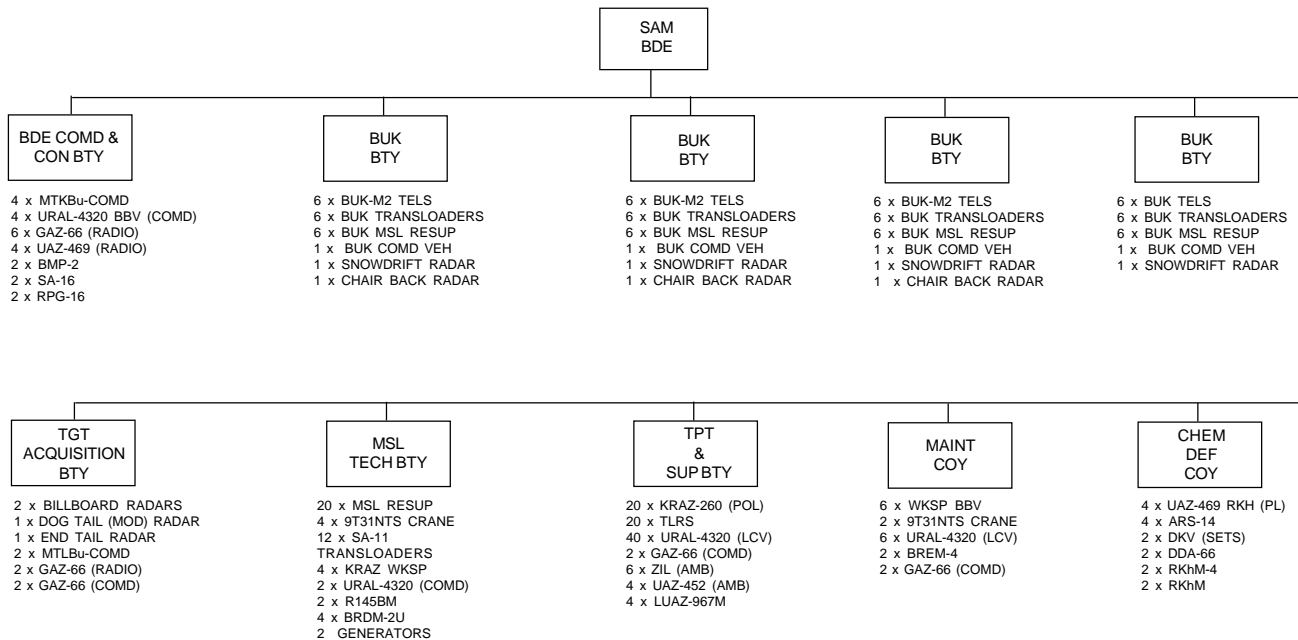 SAM
BDE
BDE COMD &
CON BTY
4 x MTKBu-COMD
4 x URAL-4320 BBV (COMD)
6 x GAZ-66 (RADIO)
4 x UAZ-469 (RADIO)
2 x BMP-2
2 x SA-16
2 x RPG-16
BUK
BTY
6 x BUK-M2 TELS
6 x BUK TRANSLOADERS
6 x BUK MSL RESUP
1 x BUK COMD VEH
1 x SNOWDRIFT RADAR
1 x CHAIR BACK RADAR
BUK
BTY
6 x BUK-M2 TELS
6 x BUK TRANSLOADERS
6 x BUK MSL RESUP
1 x BUK COMD VEH
1 x SNOWDRIFT RADAR
1 x CHAIR BACK RADAR
BUK
BTY
6 x BUK-M2 TELS
6 x BUK TRANSLOADERS
6 x BUK MSL RESUP
1 x BUK COMD VEH
1 x SNOWDRIFT RADAR
1 x CHAIR BACK RADAR
BUK
BTY
6 x BUK TELS
6 x BUK TRANSLOADERS
6 x BUK MSL RESUP
1 x BUK COMD VEH
1 x SNOWDRIFT RADAR
TGT
ACQUISITION
BTY
2 x BILLBOARD RADARS
1 x DOG TAIL (MOD) RADAR
1 x END TAIL RADAR
2 x MTLBu-COMD
2 x GAZ-66 (RADIO)
2 x GAZ-66 (COMD)
MSL
TECH BTY
20 x MSL RESUP
4 x 9T31NTS CRANE
12 x SA-11
TRANSLOADERS
4 x KRAZ WKSP
2 x URAL-4320 (COMD)
2 x R145BM
4 x BRDM-2U
2 GENERATORS
TPT
&
SUP BTY
20 x KRAZ-260 (POL)
20 x TLRS
40 x URAL-4320 (LCV)
2 x GAZ-66 (COMD)
6 x ZIL (AMB)
4 x UAZ-452 (AMB)
4 x LUAZ-967M
MAINT
COY
6 x WKSP BBV
2 x 9T31NTS CRANE
6 x URAL-4320 (LCV)
2 x BREM-4
2 x GAZ-66 (COMD)
CHEM
DEF
COY
4 x UAZ-469 RKH (PL)
4 x ARS-14
2 x DKV (SETS)
2 x DDA-66
2 x RKhM-4
2 x RKhM